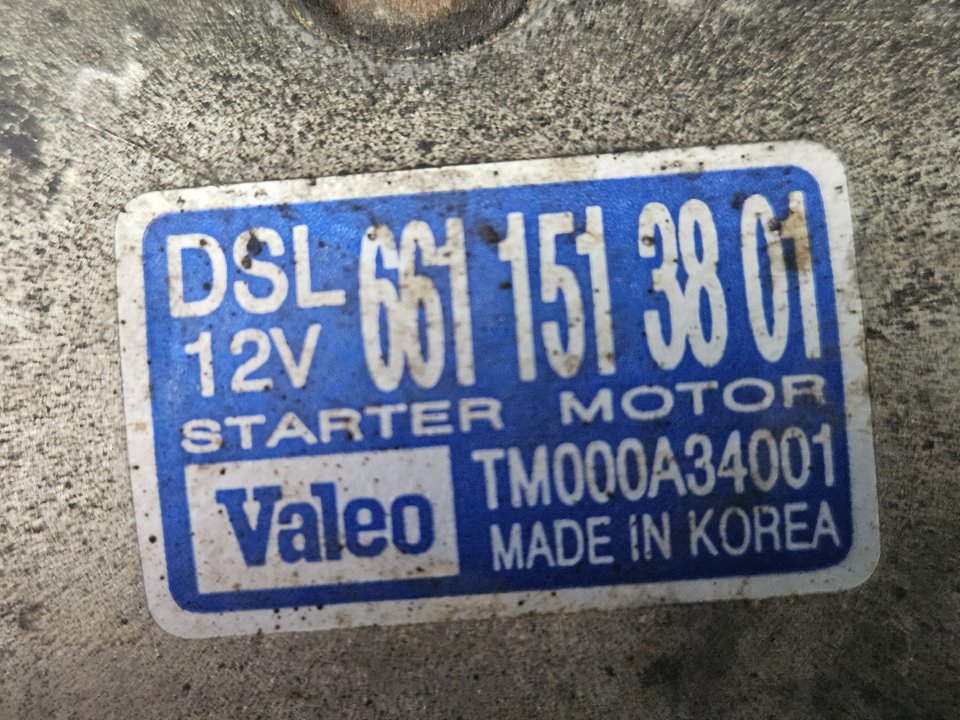 DSL 661 151 38 01
12V
STARTER MOTOR
Valeo TM000A34001
MADE IN KOREA